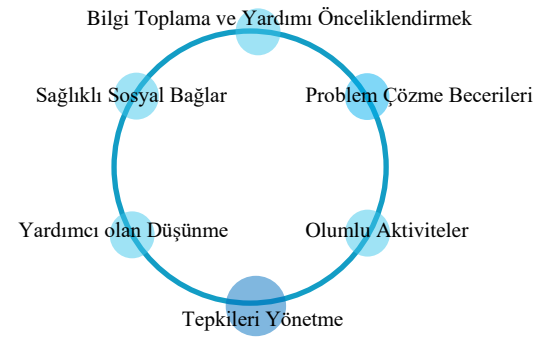 Bilgi Toplama ve Yardımı Önceliklendirmek
Sağlıklı Sosyal Bağlar
Problem Çözme Becerileri
Yardımcı olan Düşünme
Olumlu Aktiviteler
Tepkileri Yönetme